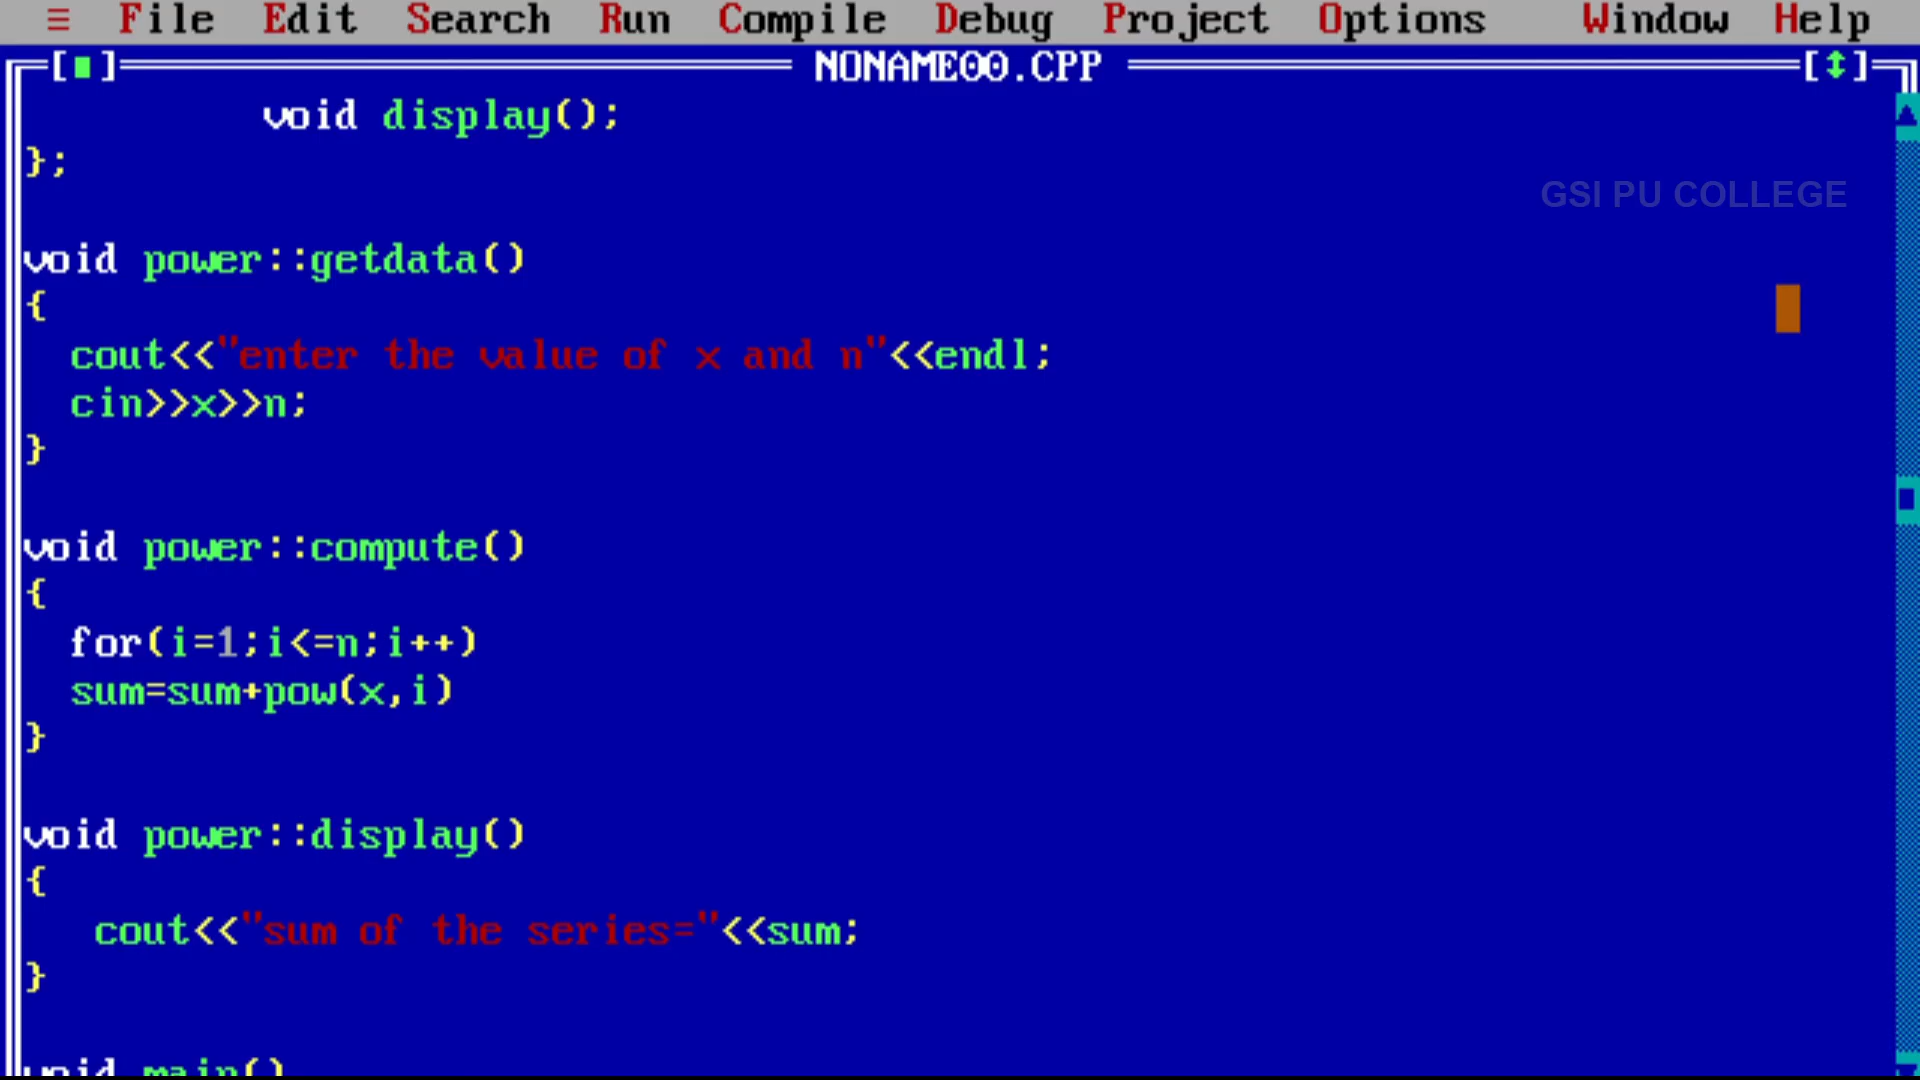 ≡ File Edit Search Run Compile Debug Project Options Window Help
[■] NONAME00.CPP [↕]
void display();
};
GSI PU COLLEGE
void power::getdata()
{
cout<<"enter the value of x and n"<<endl;
cin>>x>>n;
}
void power::compute()
{
for(i=1;i<=n;i++)
sum=sum+pow(x,i)
}
void power::display()
{
cout<<"sum of the series="<<sum;
}
void main()